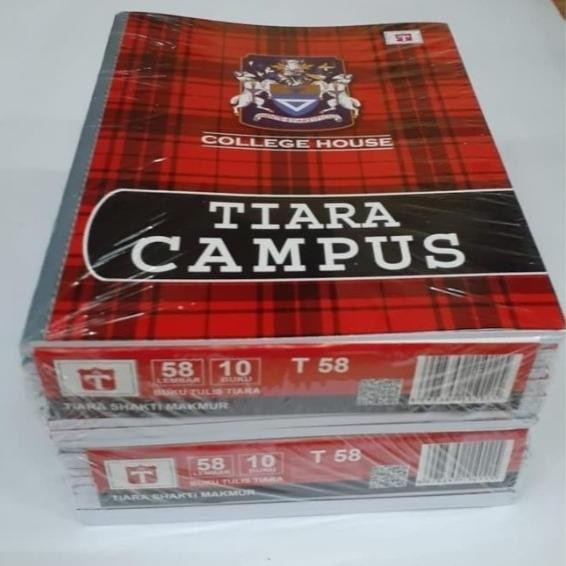 T
COLLEGE HOUSE
TIARA
CAMPUS
T
58
LEMBAR
10
BUKU
T 58
BUKU TULIS TIARA
TIARA SHAKTI MAKMUR
T
58
LEMBAR
10
BUKU
T 58
BUKU TULIS TIARA
TIARA SHAKTI MAKMUR